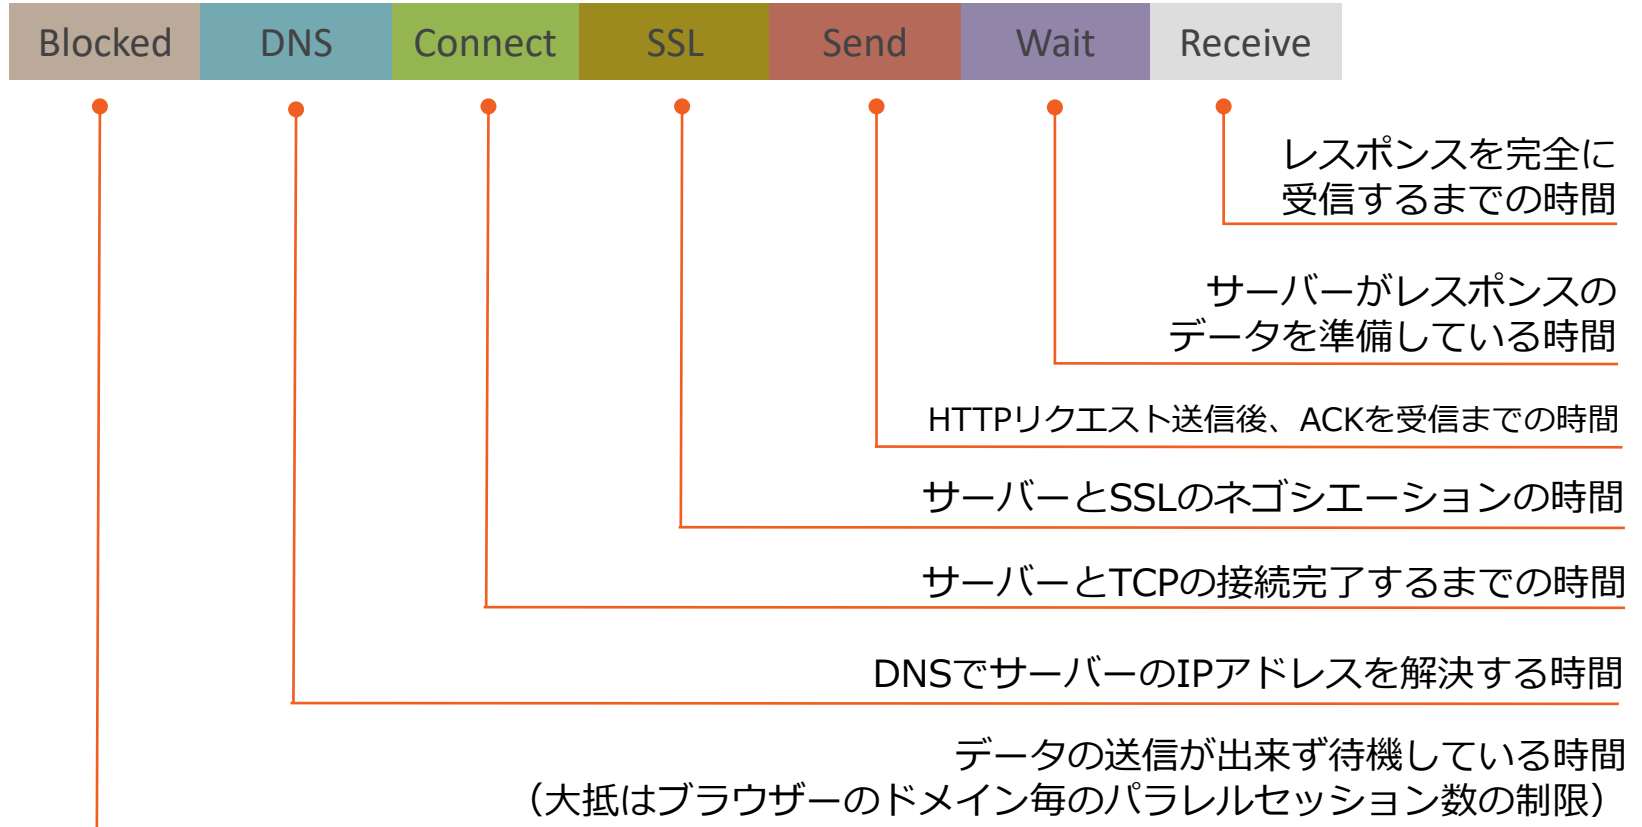 Blocked DNS Connect SSL Send Wait Receive
レスポンスを完全に
受信するまでの時間
サーバーがレスポンスの
データを準備している時間
HTTPリクエスト送信後、ACKを受信までの時間
サーバーとSSLのネゴシエーションの時間
サーバーとTCPの接続完了するまでの時間
DNSでサーバーのIPアドレスを解決する時間
データの送信が出来ず待機している時間
（大抵はブラウザーのドメイン毎のパラレルセッション数の制限）